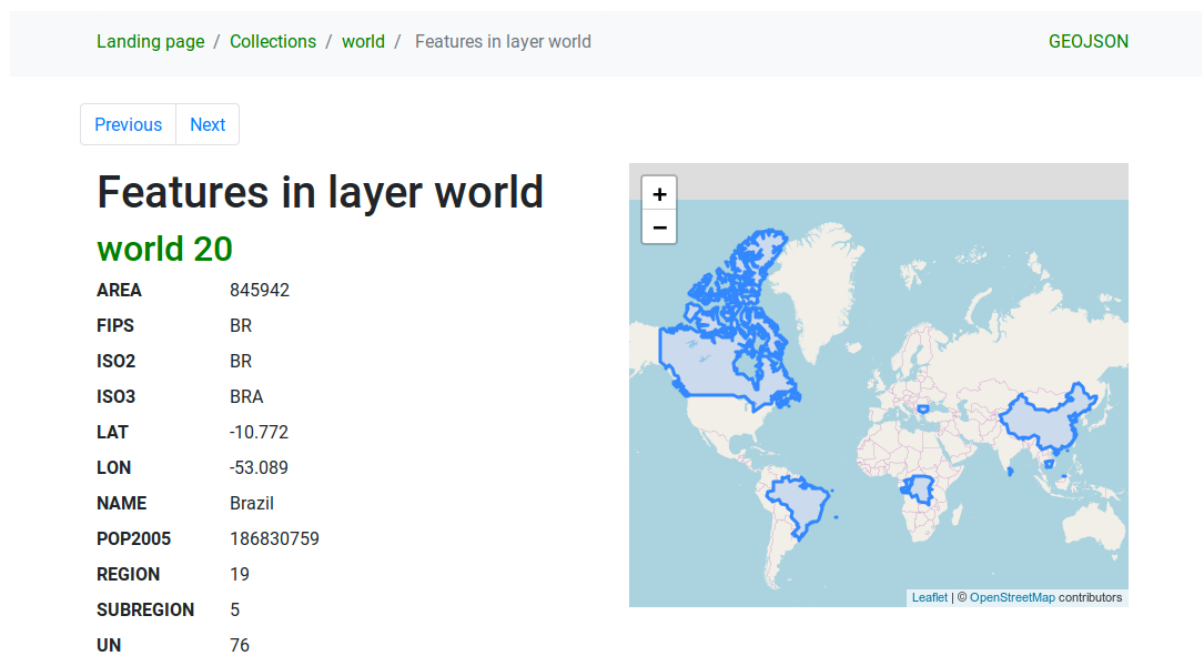 Landing page / Collections / world / Features in layer world GEOJSON
Previous Next
Features in layer world
world 20
AREA 845942
FIPS BR
ISO2 BR
ISO3 BRA
LAT -10.772
LON -53.089
NAME Brazil
POP2005 186830759
REGION 19
SUBREGION 5
UN 76
+
−
Leaflet | © OpenStreetMap contributors